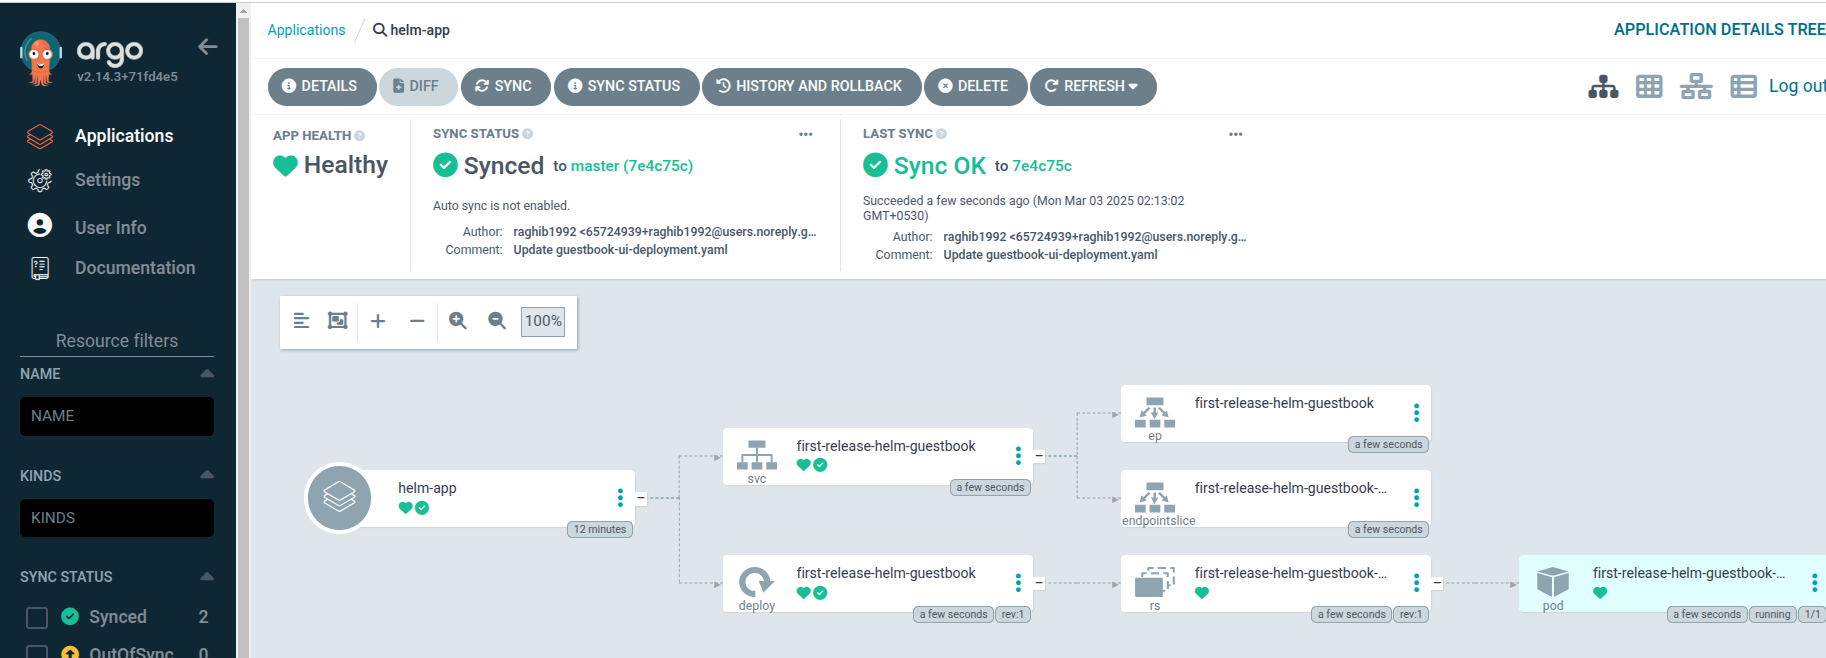 argo
v2.14.3+71fd4e5
Applications
Settings
User Info
Documentation
Resource filters
NAME
NAME
KINDS
KINDS
SYNC STATUS
Synced 2
OutOfSync 0
Applications / helm-app
APPLICATION DETAILS TREE
DETAILS DIFF SYNC SYNC STATUS HISTORY AND ROLLBACK DELETE REFRESH
Log out
APP HEALTH
Healthy
SYNC STATUS
Synced to master (7e4c75c)
Auto sync is not enabled.
Author: raghib1992 <65724939+raghib1992@users.noreply.g...
Comment: Update guestbook-ui-deployment.yaml
LAST SYNC
Sync OK to 7e4c75c
Succeeded a few seconds ago (Mon Mar 03 2025 02:13:02
GMT+0530)
Author: raghib1992 <65724939+raghib1992@users.noreply.g...
Comment: Update guestbook-ui-deployment.yaml
100%
helm-app
12 minutes
first-release-helm-guestbook
svc
a few seconds
first-release-helm-guestbook
ep
a few seconds
first-release-helm-guestbook-...
endpointslice
a few seconds
first-release-helm-guestbook
deploy
a few seconds rev:1
first-release-helm-guestbook-...
rs
a few seconds rev:1
first-release-helm-guestbook-...
pod
a few seconds running 1/1